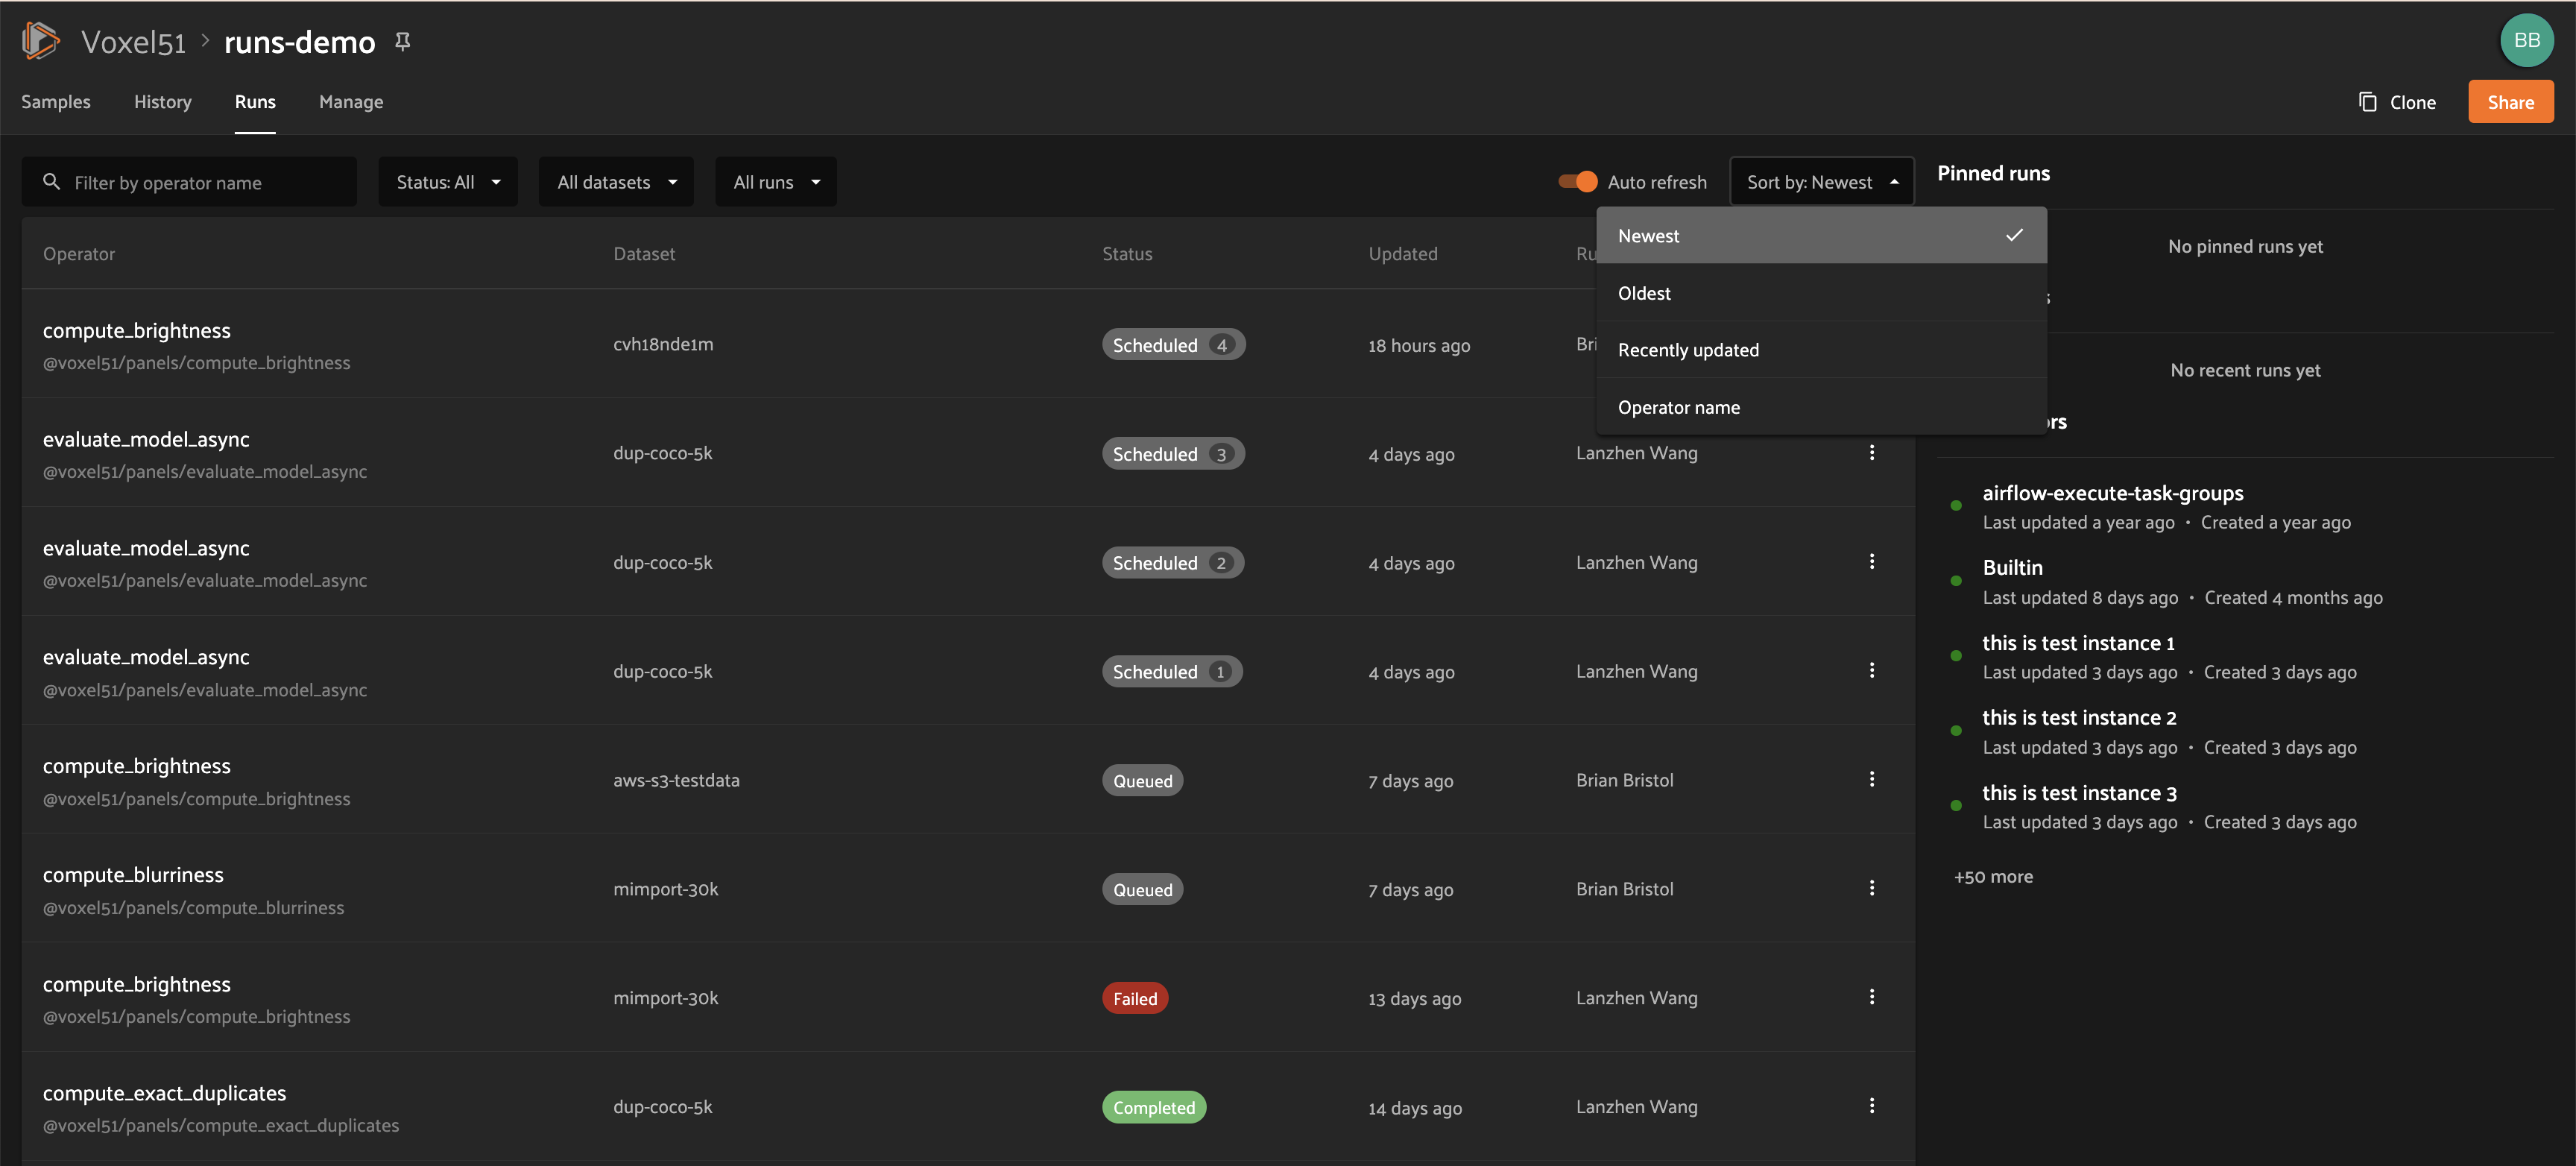 Voxel51 > runs-demo
BB
Samples History Runs Manage
Clone Share
Filter by operator name
Status: All
All datasets
All runs
Auto refresh
Sort by: Newest
Newest
Oldest
Recently updated
Operator name
Operator Dataset Status Updated Ru
compute_brightness
@voxel51/panels/compute_brightness
cvh18nde1m
Scheduled 4
18 hours ago
Bri
evaluate_model_async
@voxel51/panels/evaluate_model_async
dup-coco-5k
Scheduled 3
4 days ago
Lanzhen Wang
evaluate_model_async
@voxel51/panels/evaluate_model_async
dup-coco-5k
Scheduled 2
4 days ago
Lanzhen Wang
evaluate_model_async
@voxel51/panels/evaluate_model_async
dup-coco-5k
Scheduled 1
4 days ago
Lanzhen Wang
compute_brightness
@voxel51/panels/compute_brightness
aws-s3-testdata
Queued
7 days ago
Brian Bristol
compute_blurriness
@voxel51/panels/compute_blurriness
mimport-30k
Queued
7 days ago
Brian Bristol
compute_brightness
@voxel51/panels/compute_brightness
mimport-30k
Failed
13 days ago
Lanzhen Wang
compute_exact_duplicates
@voxel51/panels/compute_exact_duplicates
dup-coco-5k
Completed
14 days ago
Lanzhen Wang
Pinned runs
No pinned runs yet
s
No recent runs yet
rs
airflow-execute-task-groups
Last updated a year ago • Created a year ago
Builtin
Last updated 8 days ago • Created 4 months ago
this is test instance 1
Last updated 3 days ago • Created 3 days ago
this is test instance 2
Last updated 3 days ago • Created 3 days ago
this is test instance 3
Last updated 3 days ago • Created 3 days ago
+50 more